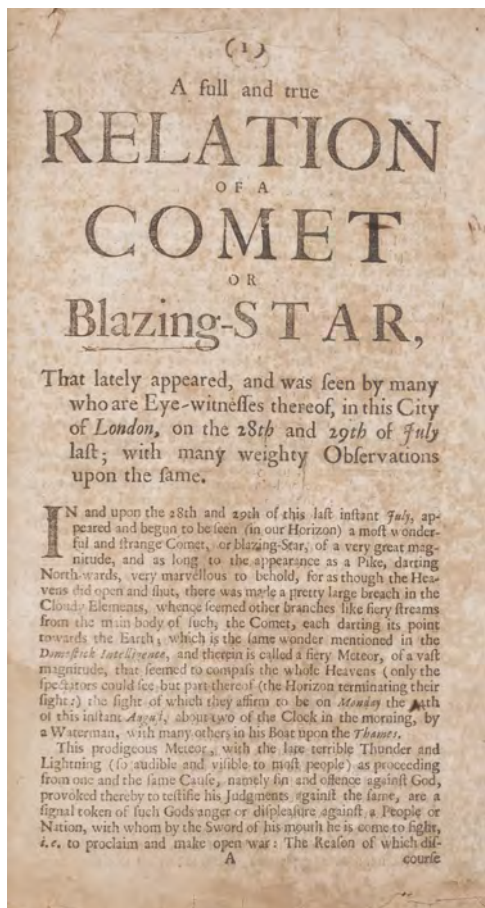 (1)
A full and true
RELATION
OF A
COMET
OR
Blazing-STAR,
That lately appeared, and was ſeen by many
who are Eye-witneſſes thereof, in this City
of London, on the 28th and 29th of July
laſt; with many weighty Obſervations
upon the ſame.
IN and upon the 28th and 29th of this laſt inſtant July, ap-
peared and begun to be ſeen (in our Horizon) a moſt wonder-
ful and ſtrange Comet, or blazing-Star, of a very great mag-
nitude, and as long to the appearance as a Pike, darting
North-wards, very marvellous to behold, for as though the Hea-
vens did open and ſhut, there was made a pretty large breach in the
Cloudy Elements, whence ſeemed other branches like fiery ſtreams
from the main body of ſuch, the Comet, each darting its point
towards the Earth; which is the ſame wonder mentioned in the
Domeſtick Intelligence, and therein is called a fiery Meteor, of a vaſt
magnitude, that ſeemed to compaſs the whole Heavens (only the
ſpectators could ſee but part thereof (the Horizon terminating their
ſight:) the ſight of which they affirm to be on Monday the 4th
of this inſtant Auguſt, about two of the Clock in the morning, by
a Waterman, with many others in his Boat upon the Thames.
This prodigeous Meteor, with the late terrible Thunder and
Lightning (ſo audible and viſible to moſt people) as proceeding
from one and the ſame Cauſe, namely ſin and offence againſt God,
provoked thereby to teſtifie his Judgments againſt the ſame, are a
ſignal token of ſuch Gods anger or diſpleaſure againſt a People or
Nation, with whom by the Sword of his mouth he is come to fight,
i.e. to proclaim and make open war: The Reaſon of which diſ-
A courſe